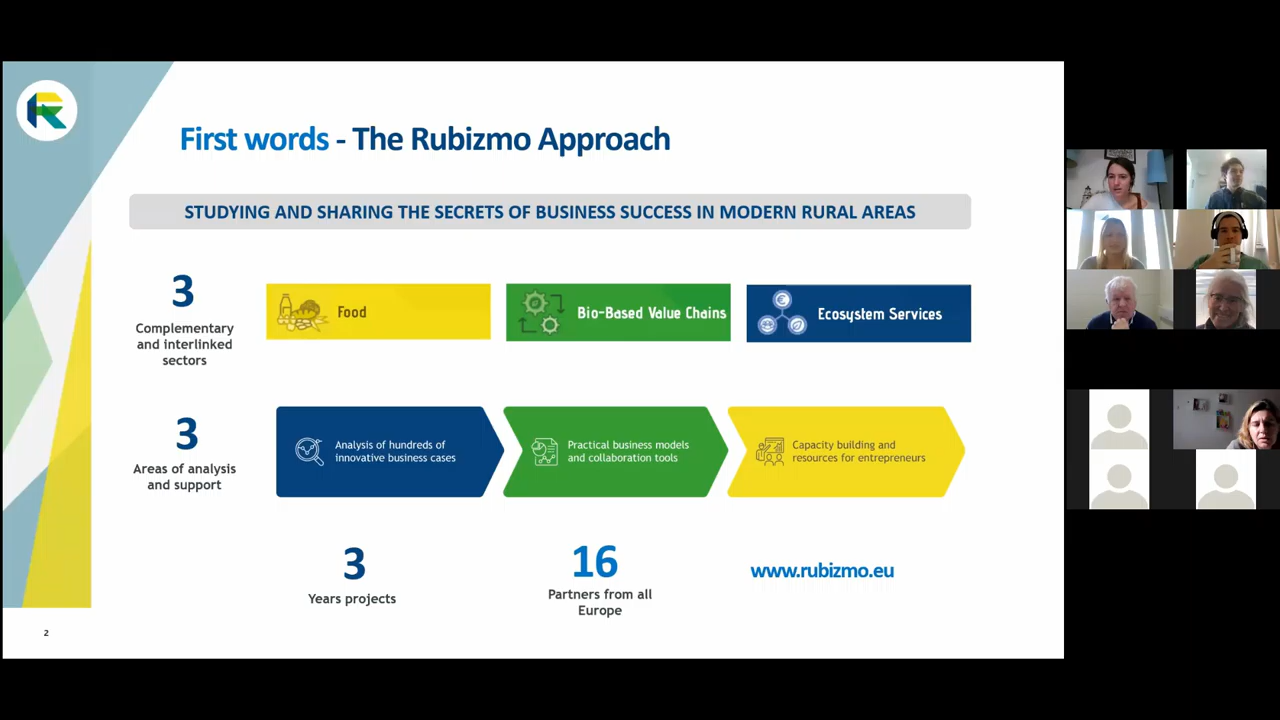 First words - The Rubizmo Approach
STUDYING AND SHARING THE SECRETS OF BUSINESS SUCCESS IN MODERN RURAL AREAS
3
Complementary
and interlinked
sectors
Food
Bio-Based Value Chains
Ecosystem Services
3
Areas of analysis
and support
Analysis of hundreds of
innovative business cases
Practical business models
and collaboration tools
Capacity building and
resources for entrepreneurs
3
Years projects
16
Partners from all
Europe
www.rubizmo.eu
2